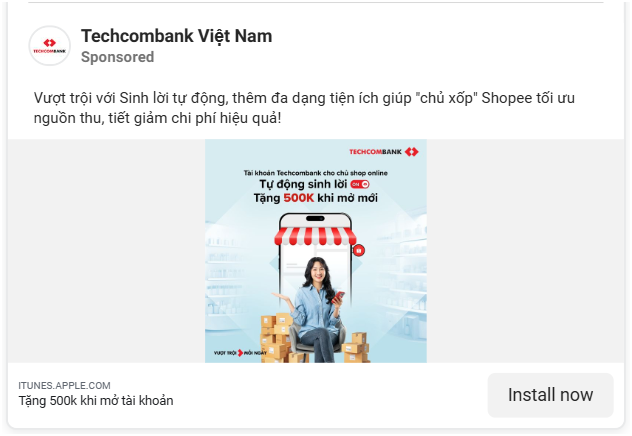 Techcombank Việt Nam
Sponsored
TECHCOMBANK
Vượt trội với Sinh lời tự động, thêm đa dạng tiện ích giúp "chủ xốp" Shopee tối ưu
nguồn thu, tiết giảm chi phí hiệu quả!
TECHCOMBANK
Tài khoản Techcombank cho chủ shop online
Tự động sinh lời ON
Tặng 500K khi mở mới
VƯỢT TRỘI MỖI NGÀY
ITUNES.APPLE.COM
Tặng 500k khi mở tài khoản
Install now